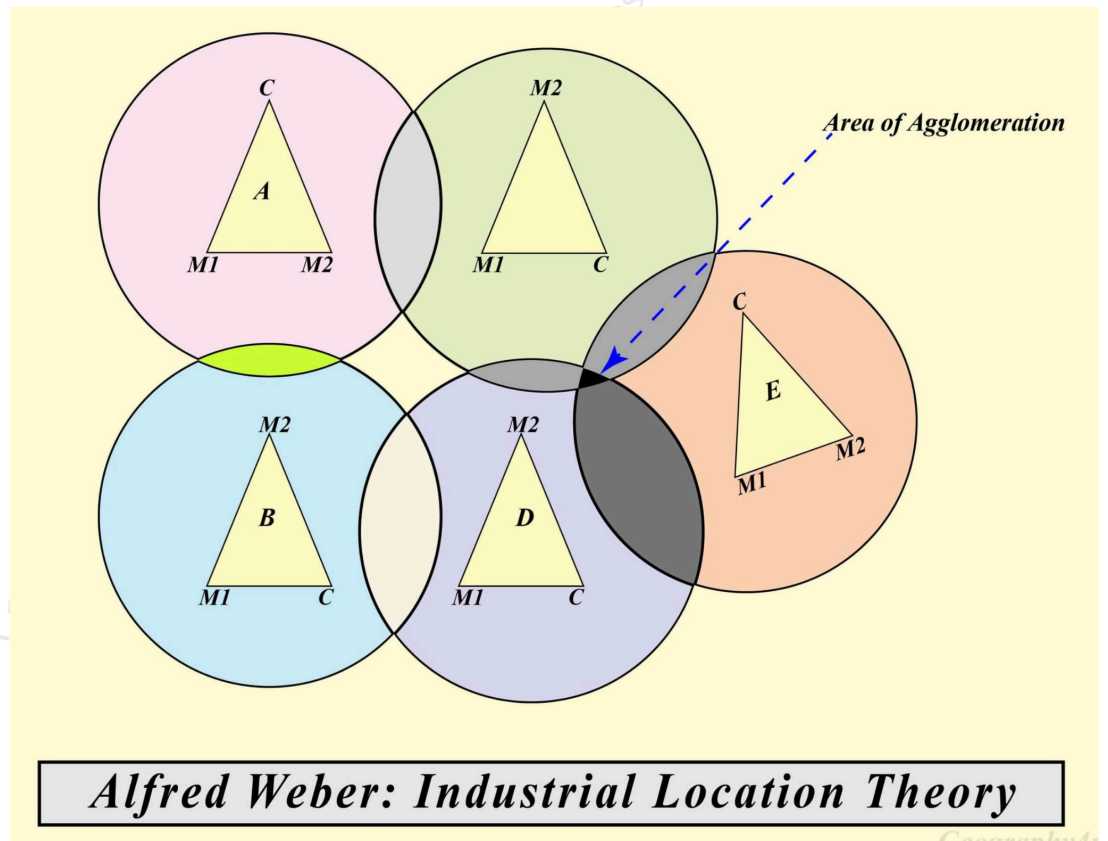 C
M2
Area of Agglomeration
A
M1
M2
M1
C
C
E
M2
M1
M2
M2
B
D
M1
C
M1
C
Alfred Weber: Industrial Location Theory